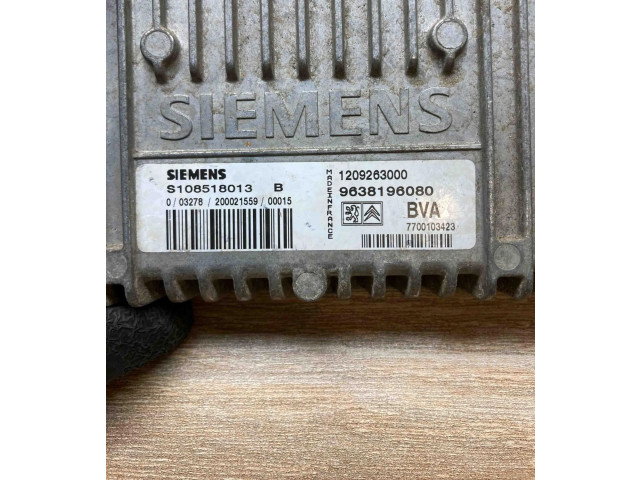 SIEMENS
SIEMENS
S108518013 B
0 / 03278 / 200021559 / 00015
MADE IN FRANCE
1209263000
9638196080
BVA
7700103423